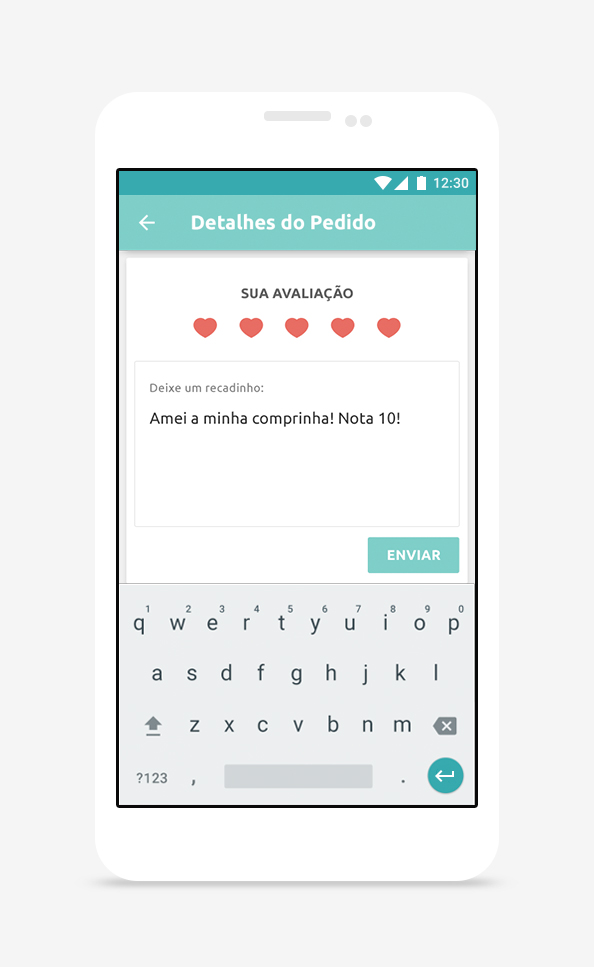 12:30
Detalhes do Pedido
SUA AVALIAÇÃO
Deixe um recadinho:
Amei a minha comprinha! Nota 10!
ENVIAR
1 2 3 4 5 6 7 8 9 0
q w e r t y u i o p
a s d f g h j k l
z x c v b n m
?123 , .